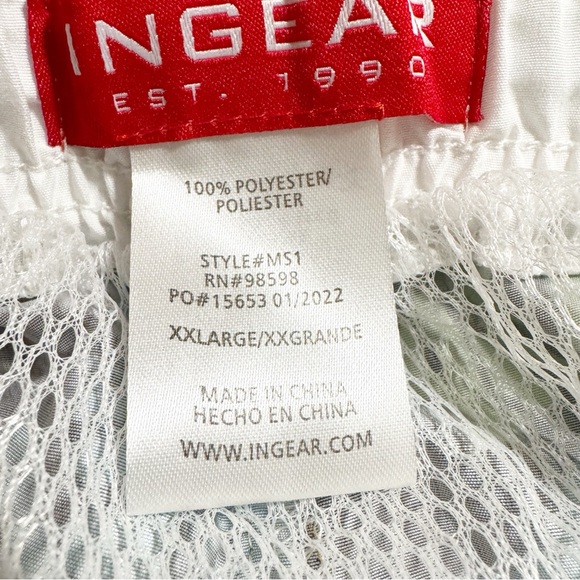 INGEAR
EST. 1990
100% POLYESTER/
POLIESTER
STYLE#MS1
RN#98598
PO#15653 01/2022
XXLARGE/XXGRANDE
MADE IN CHINA
HECHO EN CHINA
WWW.INGEAR.COM